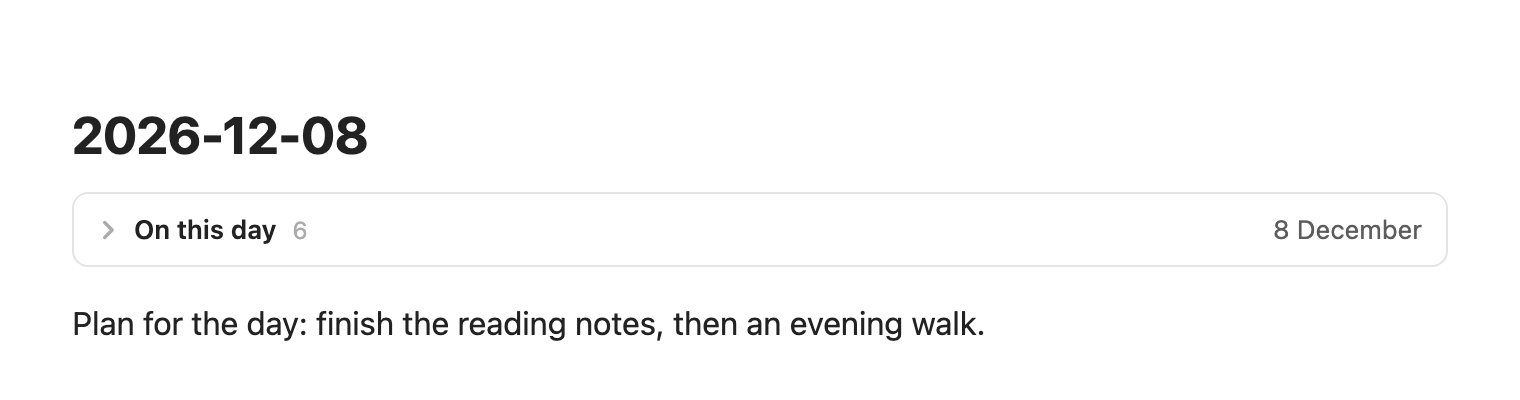 2026-12-08
On this day 6 8 December
Plan for the day: finish the reading notes, then an evening walk.